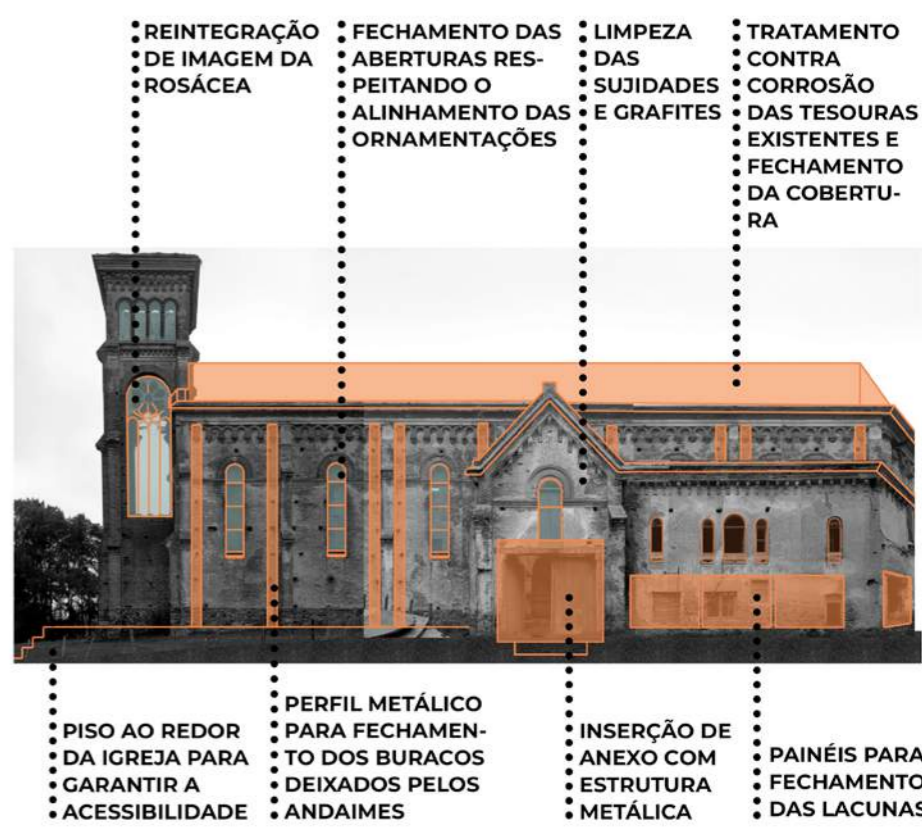 REINTEGRAÇÃO
DE IMAGEM DA
ROSÁCEA
FECHAMENTO DAS
ABERTURAS RES-
PEITANDO O
ALINHAMENTO DAS
ORNAMENTAÇÕES
LIMPEZA
DAS
SUJIDADES
E GRAFITES
TRATAMENTO
CONTRA
CORROSÃO
DAS TESOURAS
EXISTENTES E
FECHAMENTO
DA COBERTU-
RA
PISO AO REDOR
DA IGREJA PARA
GARANTIR A
ACESSIBILIDADE
PERFIL METÁLICO
PARA FECHAMEN-
TO DOS BURACOS
DEIXADOS PELOS
ANDAIMES
INSERÇÃO DE
ANEXO COM
ESTRUTURA
METÁLICA
PAINÉIS PARA
FECHAMENTO
DAS LACUNAS